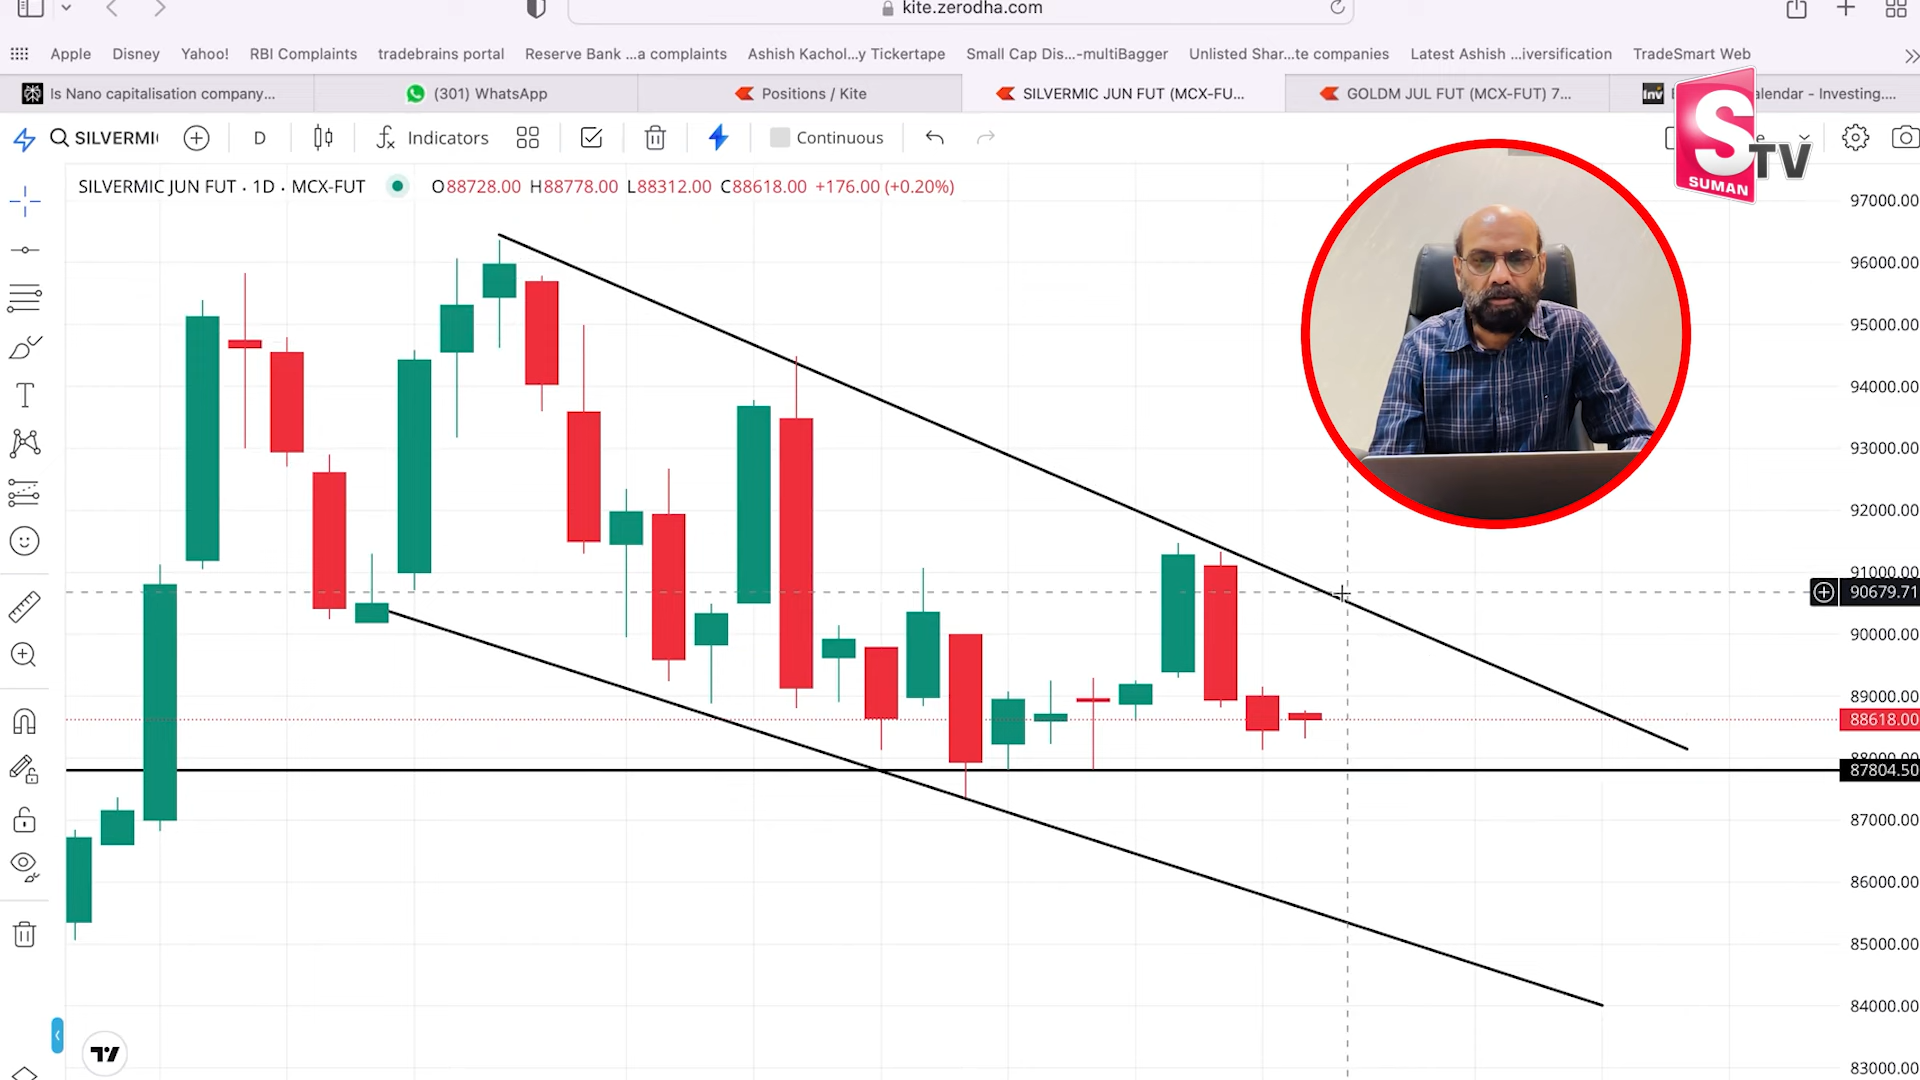 kite.zerodha.com
Apple Disney Yahoo! RBI Complaints tradebrains portal Reserve Bank ...a complaints Ashish Kachol...y Tickertape Small Cap Dis...-multiBagger Unlisted Shar...te companies Latest Ashish ...iversification TradeSmart Web
Is Nano capitalisation company... (301) WhatsApp Positions / Kite SILVERMIC JUN FUT (MCX-FU... GOLDM JUL FUT (MCX-FUT) 7... Inv alendar - Investing....
S TV
SUMAN
SILVERMI D Indicators Continuous
SILVERMIC JUN FUT · 1D · MCX-FUT O88728.00 H88778.00 L88312.00 C88618.00 +176.00 (+0.20%)
97000.00
96000.00
95000.00
94000.00
93000.00
92000.00
91000.00
90679.71
90000.00
89000.00
88618.00
88000.00
87804.50
87000.00
86000.00
85000.00
84000.00
83000.00